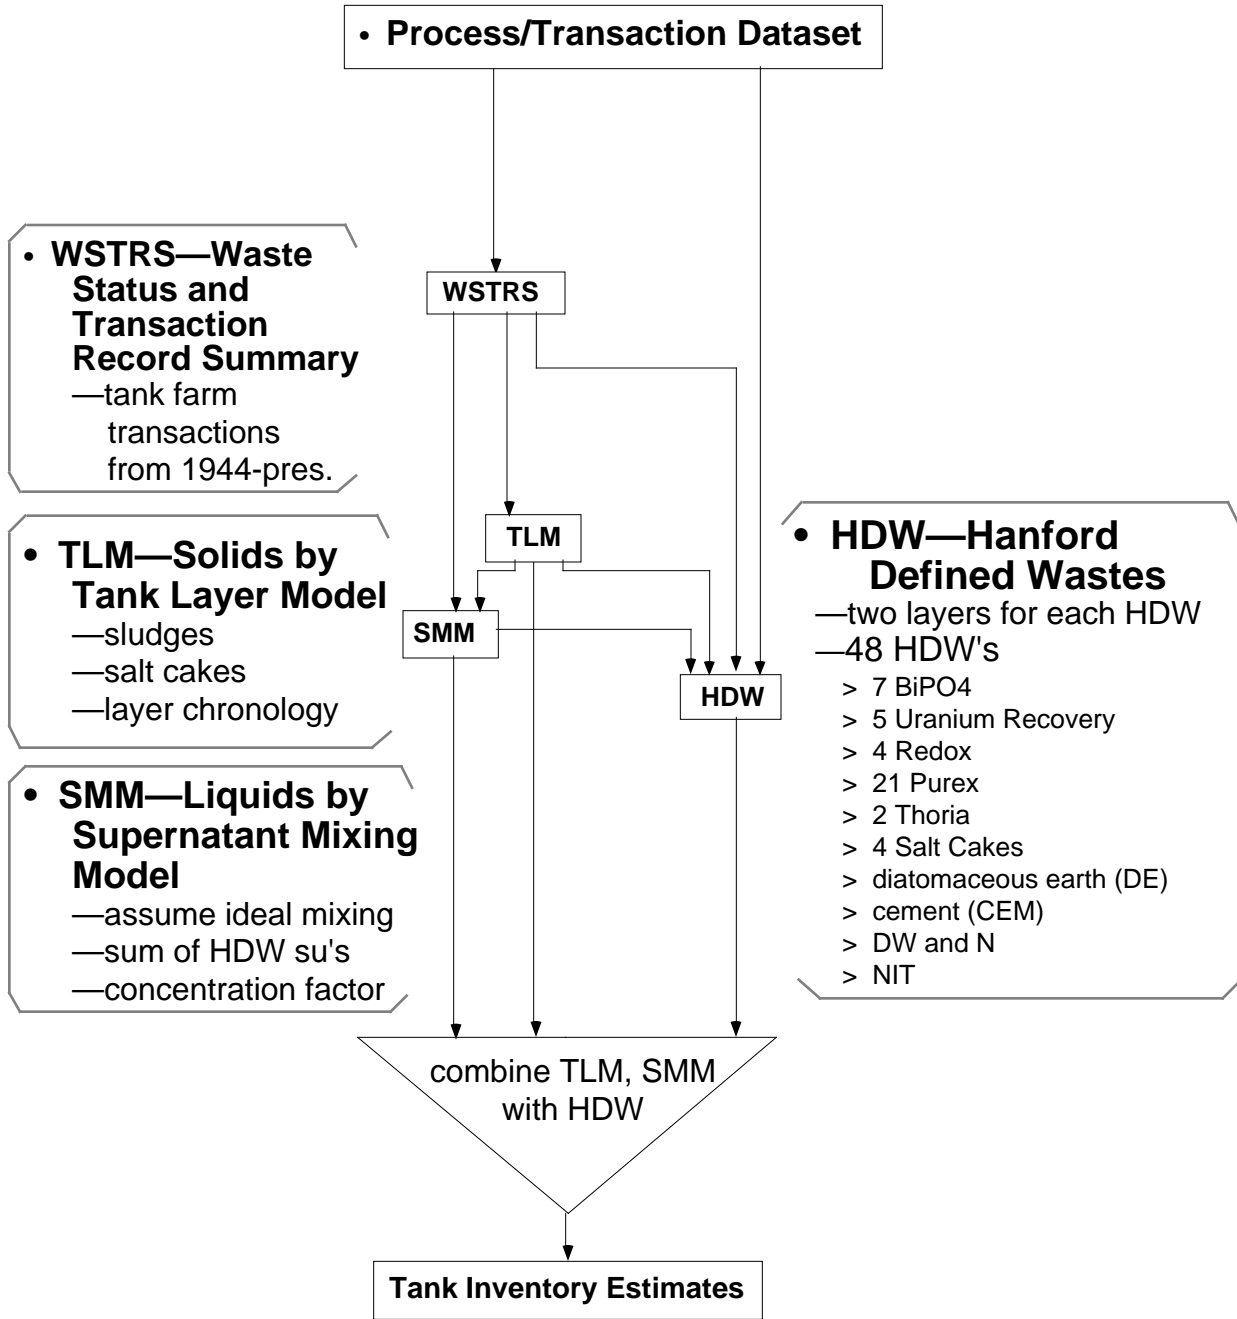 • Process/Transaction Dataset
• WSTRS—Waste
Status and
Transaction
Record Summary
—tank farm
transactions
from 1944-pres.
WSTRS
• TLM—Solids by
Tank Layer Model
—sludges
—salt cakes
—layer chronology
TLM
SMM
HDW
• HDW—Hanford
Defined Wastes
—two layers for each HDW
—48 HDW's
> 7 BiPO4
> 5 Uranium Recovery
> 4 Redox
> 21 Purex
> 2 Thoria
> 4 Salt Cakes
> diatomaceous earth (DE)
> cement (CEM)
> DW and N
> NIT
• SMM—Liquids by
Supernatant Mixing
Model
—assume ideal mixing
—sum of HDW su's
—concentration factor
combine TLM, SMM
with HDW
Tank Inventory Estimates